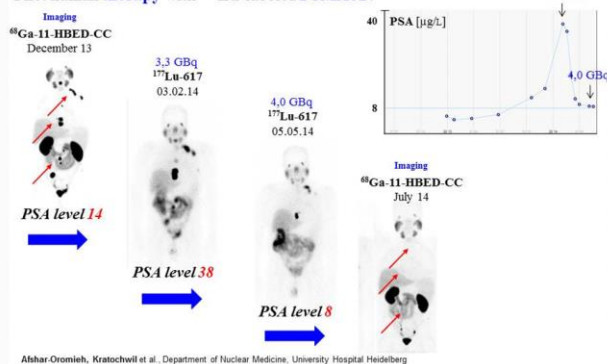 Imaging
⁶⁸Ga-11-HBED-CC
December 13
PSA level 14
3,3 GBq
¹⁷⁷Lu-617
03.02.14
PSA level 38
4,0 GBq
¹⁷⁷Lu-617
05.05.14
PSA level 8
Imaging
⁶⁸Ga-11-HBED-CC
July 14
40
PSA [µg/L]
4,0 GBq
8
Afshar-Oromieh, Kratochwil et al., Department of Nuclear Medicine, University Hospital Heidelberg